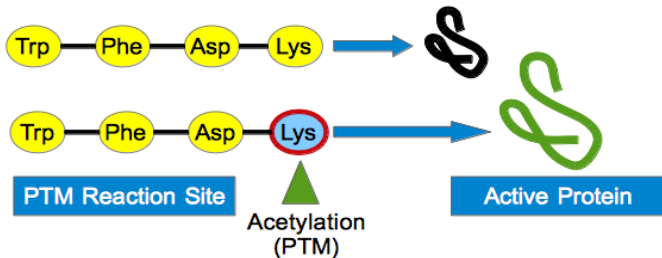 Trp Phe Asp Lys
Trp Phe Asp Lys
PTM Reaction Site
Active Protein
Acetylation
(PTM)